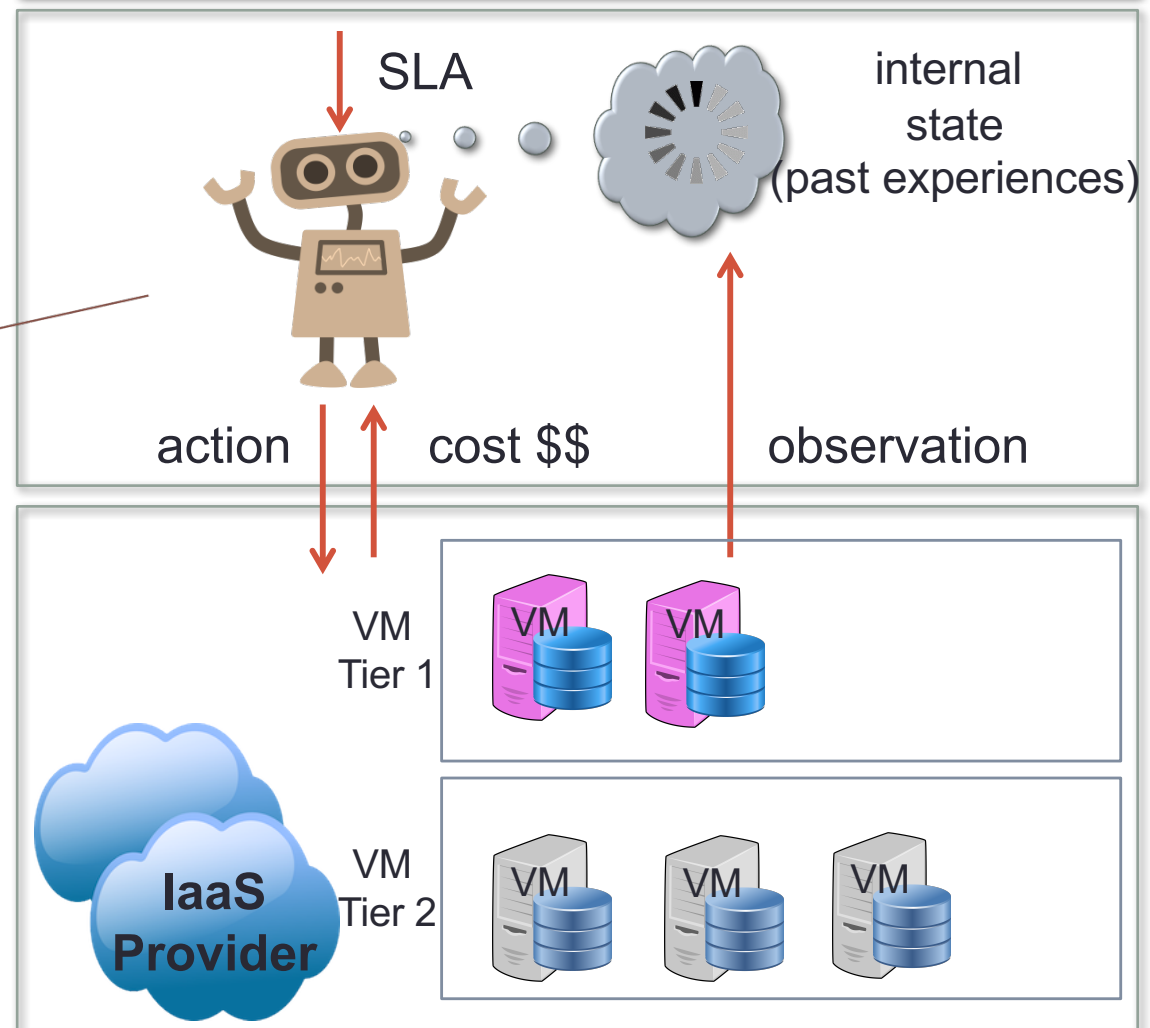 SLA
internal
state
(past experiences)
action
cost $$
observation
VM
Tier 1
VM
VM
IaaS
Provider
VM
Tier 2
VM
VM
VM